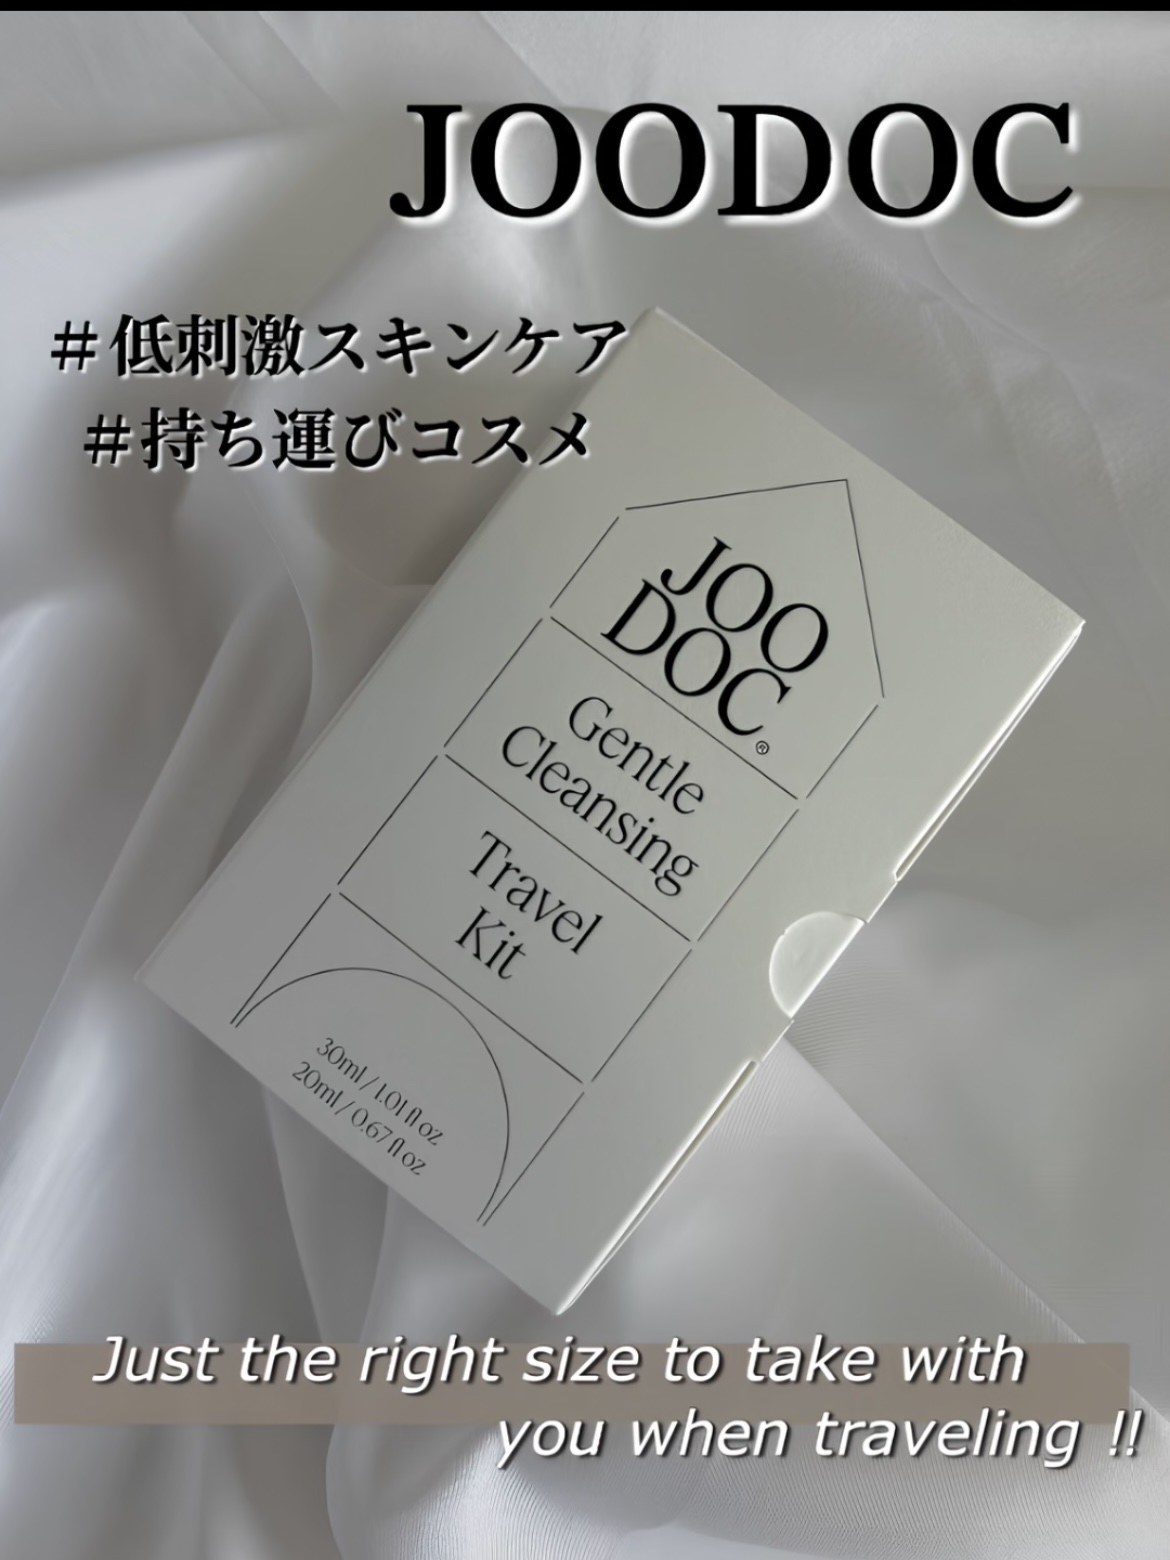 JOODOC
＃低刺激スキンケア
＃持ち運びコスメ
JOO
DOC®
Gentle
Cleansing
Travel
Kit
30ml / 1.01 fl oz
20ml / 0.67 fl oz
Just the right size to take with
you when traveling !!